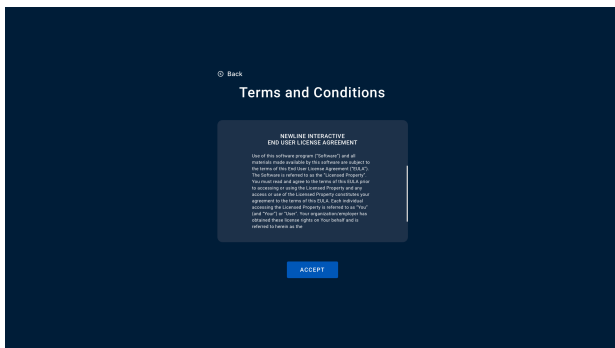 Back
Terms and Conditions
NEWLINE INTERACTIVE
END USER LICENSE AGREEMENT
Use of this software program ("Software") and all
materials made available by this software are subject to
the terms of this End User License Agreement ("EULA").
The Software is referred to as the "Licensed Property".
You must read and agree to the terms of this EULA prior
to accessing or using the Licensed Property and any
access or use of the Licensed Property constitutes your
agreement to the terms of this EULA. Each individual
accessing the Licensed Property is referred to as "You"
(and "Your") or "User". Your organization/employer has
obtained these license rights on Your behalf and is
referred to herein as the
ACCEPT